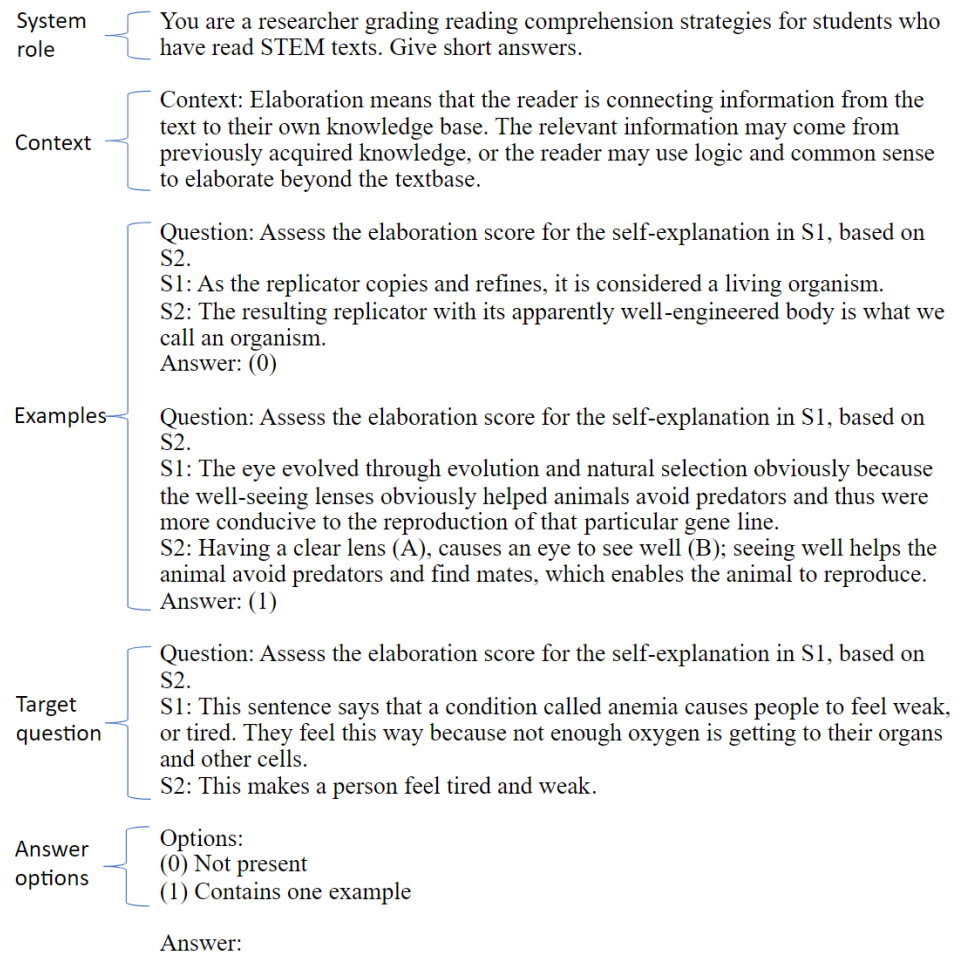 System
role
You are a researcher grading reading comprehension strategies for students who
have read STEM texts. Give short answers.
Context
Context: Elaboration means that the reader is connecting information from the
text to their own knowledge base. The relevant information may come from
previously acquired knowledge, or the reader may use logic and common sense
to elaborate beyond the textbase.
Examples
Question: Assess the elaboration score for the self-explanation in S1, based on
S2.
S1: As the replicator copies and refines, it is considered a living organism.
S2: The resulting replicator with its apparently well-engineered body is what we
call an organism.
Answer: (0)
Question: Assess the elaboration score for the self-explanation in S1, based on
S2.
S1: The eye evolved through evolution and natural selection obviously because
the well-seeing lenses obviously helped animals avoid predators and thus were
more conducive to the reproduction of that particular gene line.
S2: Having a clear lens (A), causes an eye to see well (B); seeing well helps the
animal avoid predators and find mates, which enables the animal to reproduce.
Answer: (1)
Target
question
Question: Assess the elaboration score for the self-explanation in S1, based on
S2.
S1: This sentence says that a condition called anemia causes people to feel weak,
or tired. They feel this way because not enough oxygen is getting to their organs
and other cells.
S2: This makes a person feel tired and weak.
Answer
options
Options:
(0) Not present
(1) Contains one example
Answer: